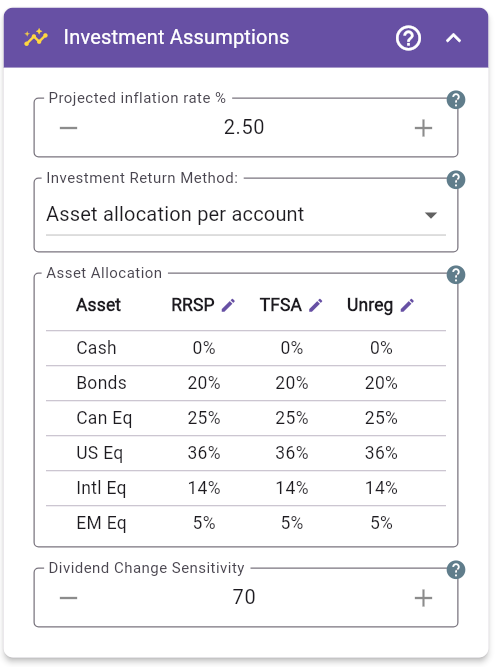 Investment Assumptions ?
Projected inflation rate % ?
− 2.50 +
Investment Return Method: ?
Asset allocation per account
Asset Allocation ?
Asset RRSP TFSA Unreg
Cash 0% 0% 0%
Bonds 20% 20% 20%
Can Eq 25% 25% 25%
US Eq 36% 36% 36%
Intl Eq 14% 14% 14%
EM Eq 5% 5% 5%
Dividend Change Sensitivity ?
− 70 +